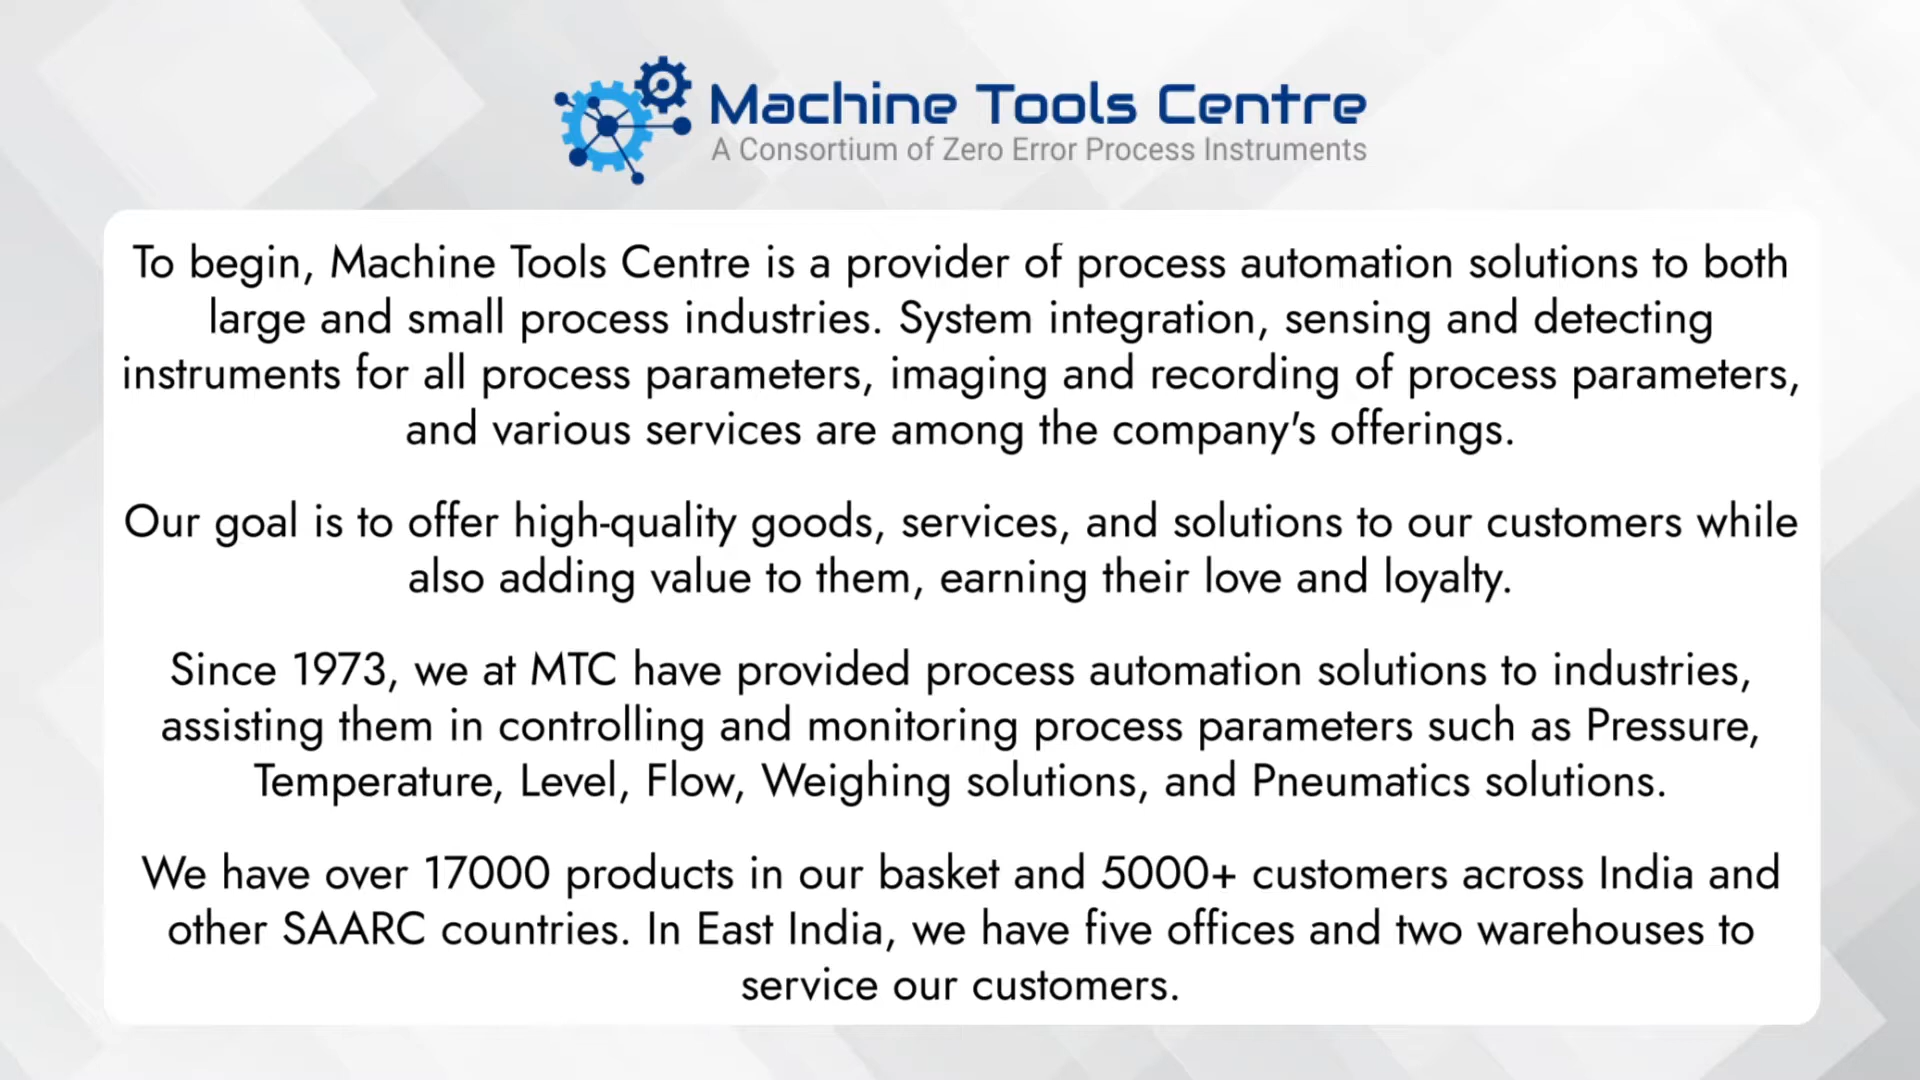 Machine Tools Centre
A Consortium of Zero Error Process Instruments
To begin, Machine Tools Centre is a provider of process automation solutions to both
large and small process industries. System integration, sensing and detecting
instruments for all process parameters, imaging and recording of process parameters,
and various services are among the company's offerings.
Our goal is to offer high-quality goods, services, and solutions to our customers while
also adding value to them, earning their love and loyalty.
Since 1973, we at MTC have provided process automation solutions to industries,
assisting them in controlling and monitoring process parameters such as Pressure,
Temperature, Level, Flow, Weighing solutions, and Pneumatics solutions.
We have over 17000 products in our basket and 5000+ customers across India and
other SAARC countries. In East India, we have five offices and two warehouses to
service our customers.